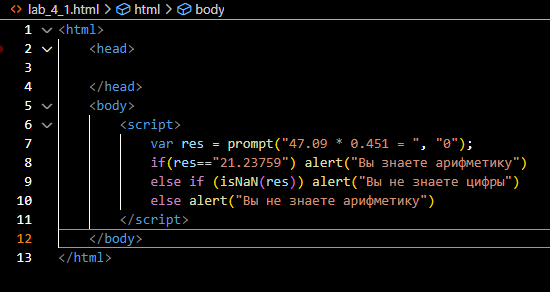 lab_4_1.html > html > body
1 <html>
2 <head>
3
4 </head>
5 <body>
6 <script>
7 var res = prompt("47.09 * 0.451 = ", "0");
8 if(res=="21.23759") alert("Вы знаете арифметику")
9 else if (isNaN(res)) alert("Вы не знаете цифры")
10 else alert("Вы не знаете арифметику")
11 </script>
12 </body>
13 </html>